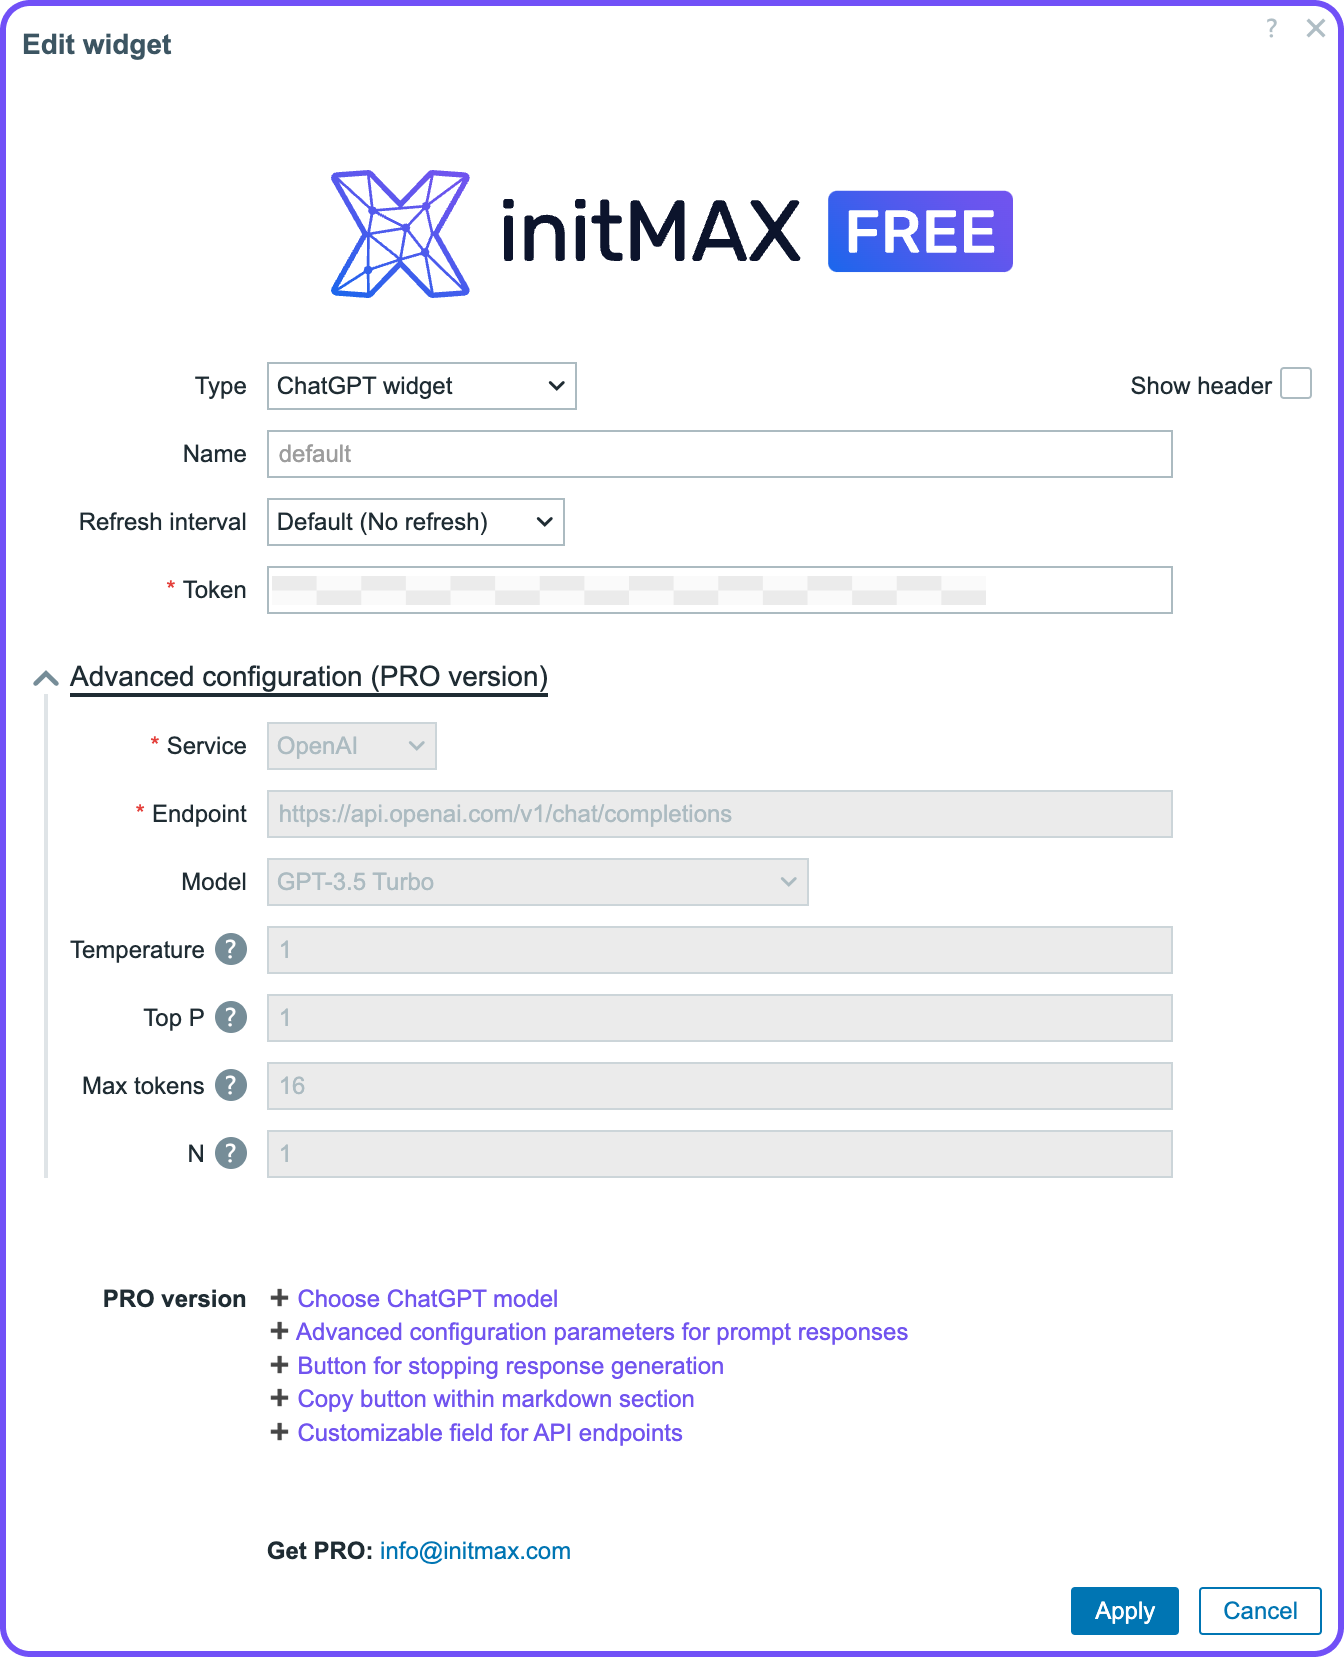 Edit widget ? ×
initMAX FREE
Type ChatGPT widget Show header
Name default
Refresh interval Default (No refresh)
* Token
Advanced configuration (PRO version)
* Service OpenAI
* Endpoint https://api.openai.com/v1/chat/completions
Model GPT-3.5 Turbo
Temperature ? 1
Top P ? 1
Max tokens ? 16
N ? 1
PRO version + Choose ChatGPT model
+ Advanced configuration parameters for prompt responses
+ Button for stopping response generation
+ Copy button within markdown section
+ Customizable field for API endpoints
Get PRO: info@initmax.com
Apply Cancel